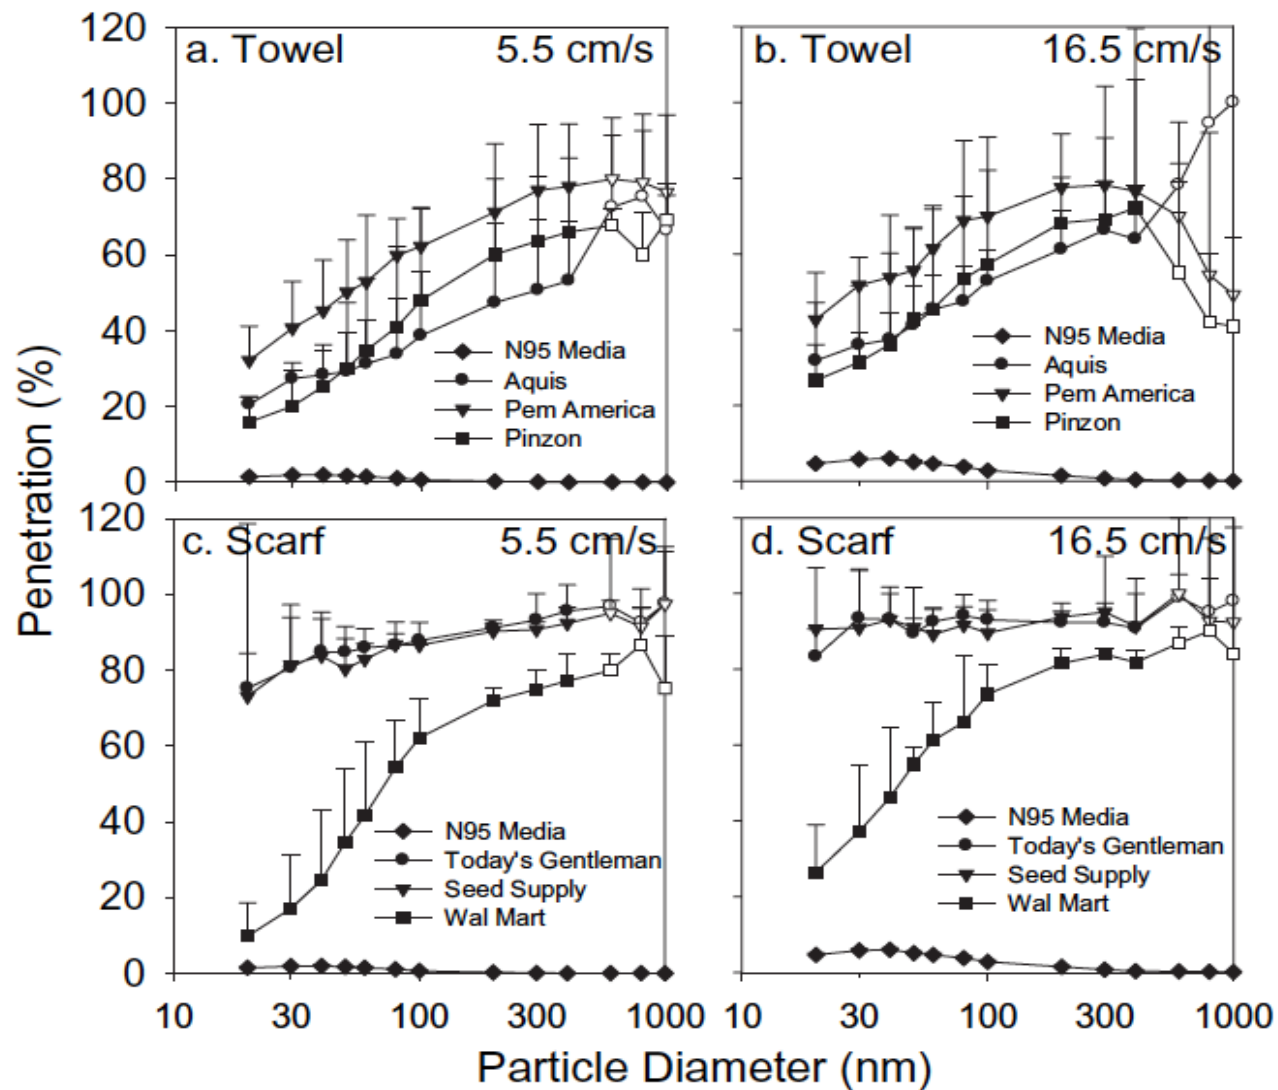 120
100
80
60
40
20
0
a. Towel 5.5 cm/s
N95 Media
Aquis
Pem America
Pinzon
b. Towel 16.5 cm/s
N95 Media
Aquis
Pem America
Pinzon
Penetration (%)
120
100
80
60
40
20
0
c. Scarf 5.5 cm/s
N95 Media
Today's Gentleman
Seed Supply
Wal Mart
d. Scarf 16.5 cm/s
N95 Media
Today's Gentleman
Seed Supply
Wal Mart
10 30 100 300 1000
10 30 100 300 1000
Particle Diameter (nm)